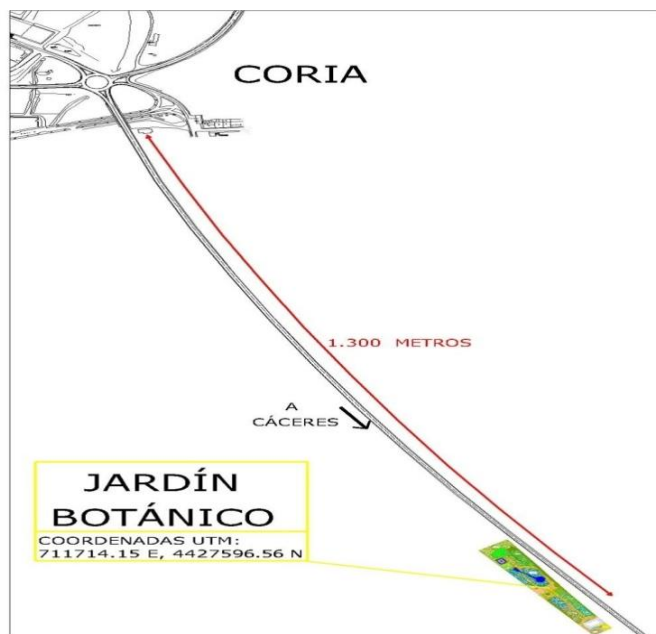 CORIA
1.300 METROS
A
CÁCERES
JARDÍN
BOTÁNICO
COORDENADAS UTM:
711714.15 E, 4427596.56 N